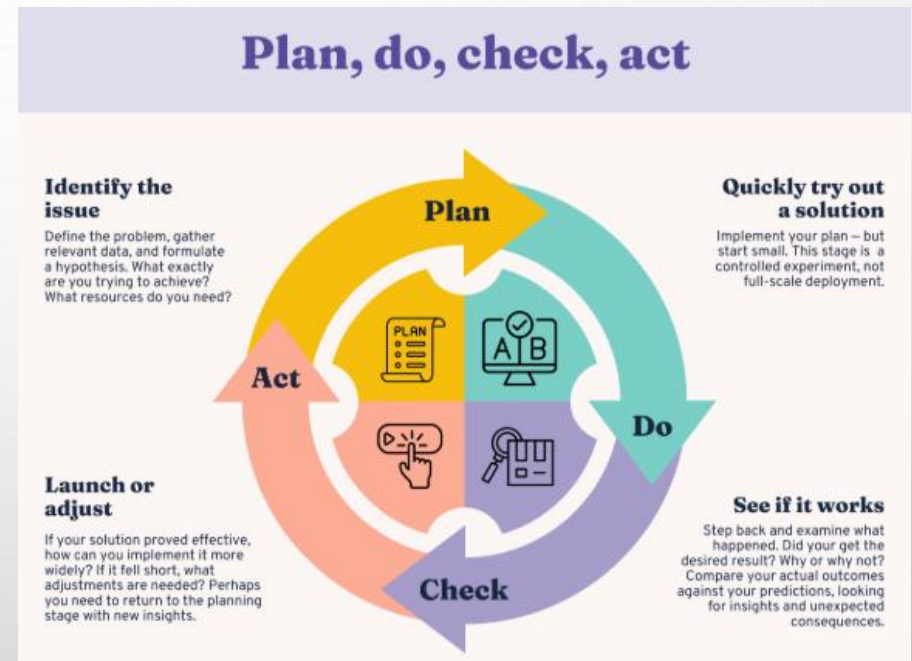 Plan, do, check, act
Identify the
issue
Define the problem, gather
relevant data, and formulate
a hypothesis. What exactly
are you trying to achieve?
What resources do you need?
Plan
Quickly try out
a solution
Implement your plan – but
start small. This stage is a
controlled experiment, not
full-scale deployment.
PLAN
A B
Act
Do
Launch or
adjust
If your solution proved effective,
how can you implement it more
widely? If it fell short, what
adjustments are needed? Perhaps
you need to return to the planning
stage with new insights.
Check
See if it works
Step back and examine what
happened. Did your get the
desired result? Why or why not?
Compare your actual outcomes
against your predictions, looking
for insights and unexpected
consequences.